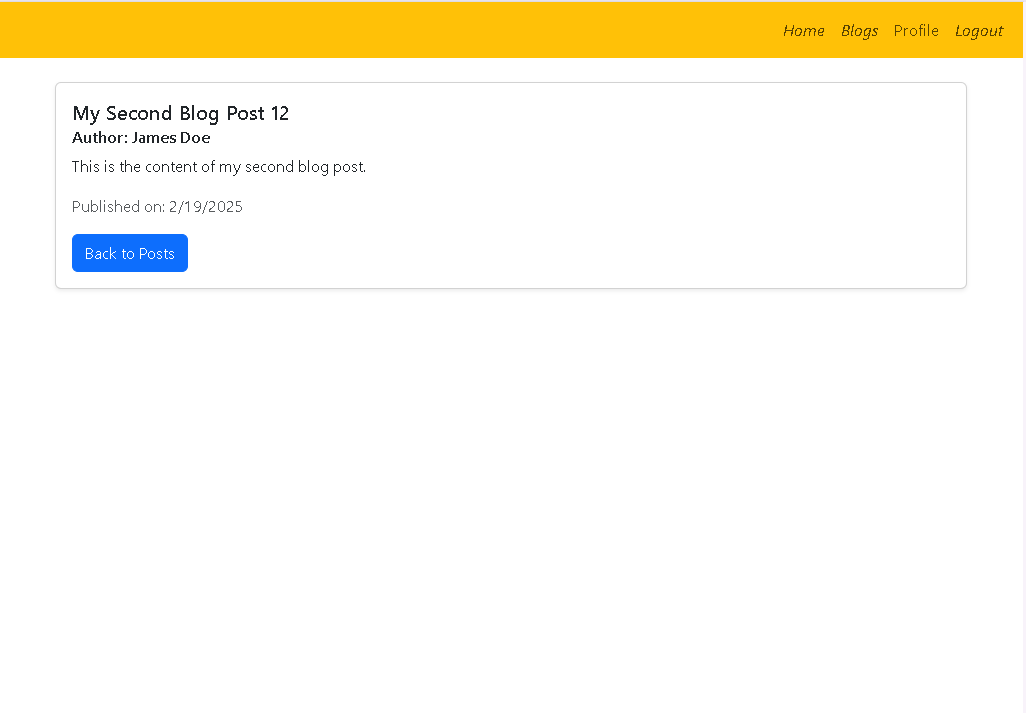 Home Blogs Profile Logout
My Second Blog Post 12
Author: James Doe
This is the content of my second blog post.
Published on: 2/19/2025
Back to Posts